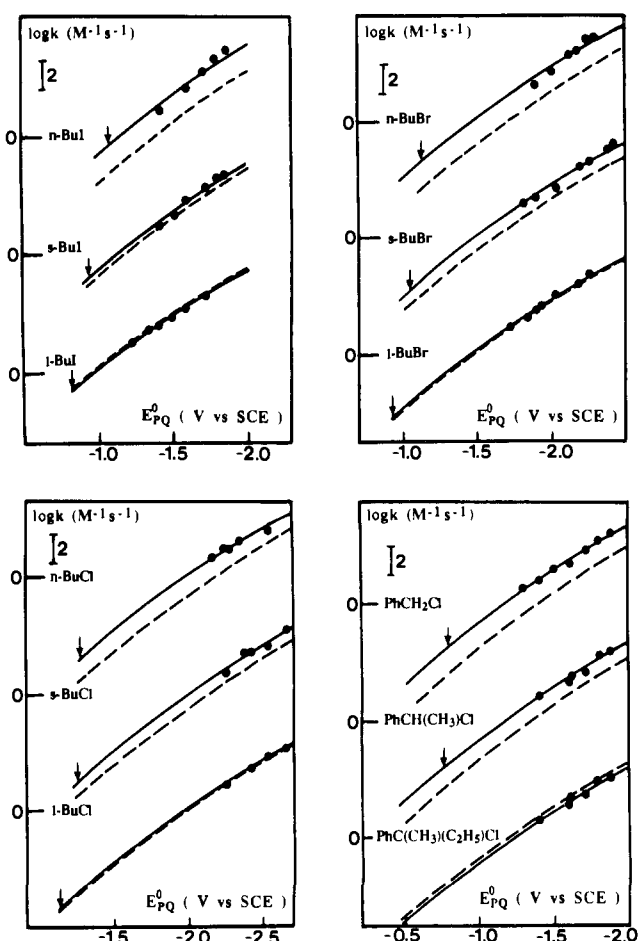 logk (M-1s-1)
2
0
n-BuI
0
s-BuI
0
t-BuI
E0PQ ( V vs SCE )
-1.0
-1.5
-2.0
logk (M-1s-1)
2
0
n-BuBr
0
s-BuBr
0
t-BuBr
E0PQ ( V vs SCE )
-1.0
-1.5
-2.0
logk (M-1s-1)
2
0
n-BuCl
0
s-BuCl
0
t-BuCl
E0PQ ( V vs SCE )
-1.5
-2.0
-2.5
logk (M-1s-1)
2
0
PhCH2Cl
0
PhCH(CH3)Cl
0
PhC(CH3)(C2H5)Cl
E0PQ ( V vs SCE )
-0.5
-1.0
-1.5
-2.0